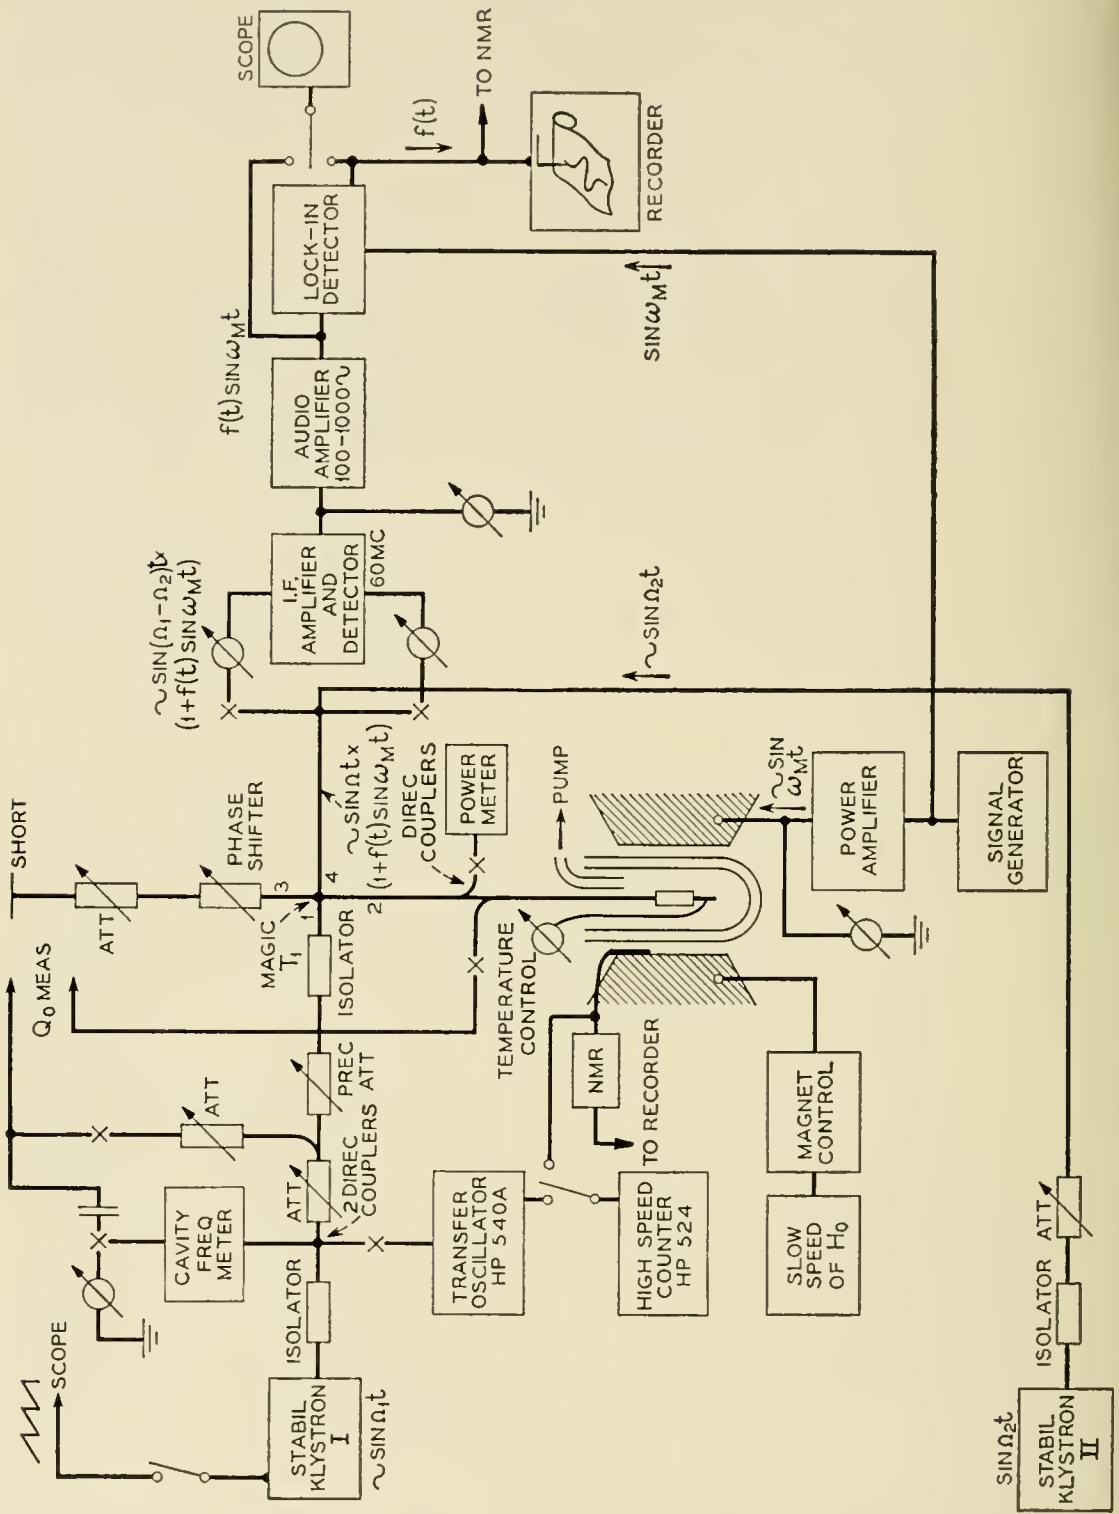 SCOPE
STABIL
KLYSTRON
I
~SIN Ω₁t
ISOLATOR
CAVITY
FREQ
METER
ATT
2 DIREC
COUPLERS
ATT
PREC
ATT
Q₀ MEAS
ISOLATOR
MAGIC
T₁
1
2
3
4
SHORT
ATT
PHASE
SHIFTER
~SINΩt×
(1+f(t)SINωMt)
DIREC
COUPLERS
POWER
METER
~SIN(Ω₁-Ω₂)t×
(1+f(t)SINωMt)
I.F.
AMPLIFIER
AND
DETECTOR
60MC
AUDIO
AMPLIFIER
100-1000~
f(t)SINωMt
LOCK-IN
DETECTOR
SCOPE
f(t)
TO NMR
RECORDER
SINωMt
~SINΩ₂t
TRANSFER
OSCILLATOR
HP 540A
HIGH SPEED
COUNTER
HP 524
TO RECORDER
NMR
TEMPERATURE
CONTROL
PUMP
MAGNET
CONTROL
SLOW
SPEED
OF H₀
~SIN
ωMt
POWER
AMPLIFIER
SIGNAL
GENERATOR
SINΩ₂t
STABIL
KLYSTRON
II
ISOLATOR
ATT